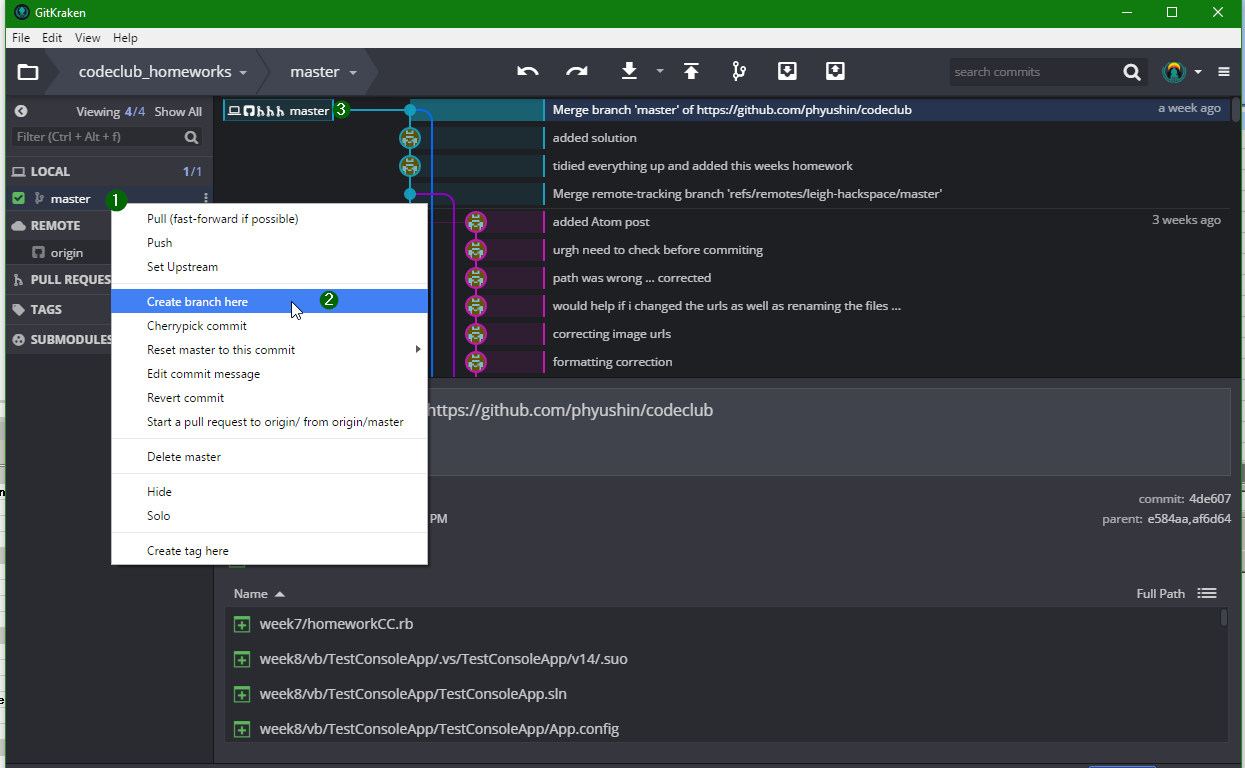 GitKraken
File Edit View Help
codeclub_homeworks master search commits
Viewing 4/4 Show All
Filter (Ctrl + Alt + f)
LOCAL 1/1
master
REMOTE
origin
PULL REQUES
TAGS
SUBMODULES
1
Pull (fast-forward if possible)
Push
Set Upstream
Create branch here 2
Cherrypick commit
Reset master to this commit
Edit commit message
Revert commit
Start a pull request to origin/ from origin/master
Delete master
Hide
Solo
Create tag here
master 3 Merge branch 'master' of https://github.com/phyushin/codeclub a week ago
added solution
tidied everything up and added this weeks homework
Merge remote-tracking branch 'refs/remotes/leigh-hackspace/master'
added Atom post 3 weeks ago
urgh need to check before commiting
path was wrong ... corrected
would help if i changed the urls as well as renaming the files ...
correcting image urls
formatting correction
https://github.com/phyushin/codeclub
commit: 4de607
PM parent: e584aa,af6d64
Name Full Path
week7/homeworkCC.rb
week8/vb/TestConsoleApp/.vs/TestConsoleApp/v14/.suo
week8/vb/TestConsoleApp/TestConsoleApp.sln
week8/vb/TestConsoleApp/TestConsoleApp/App.config